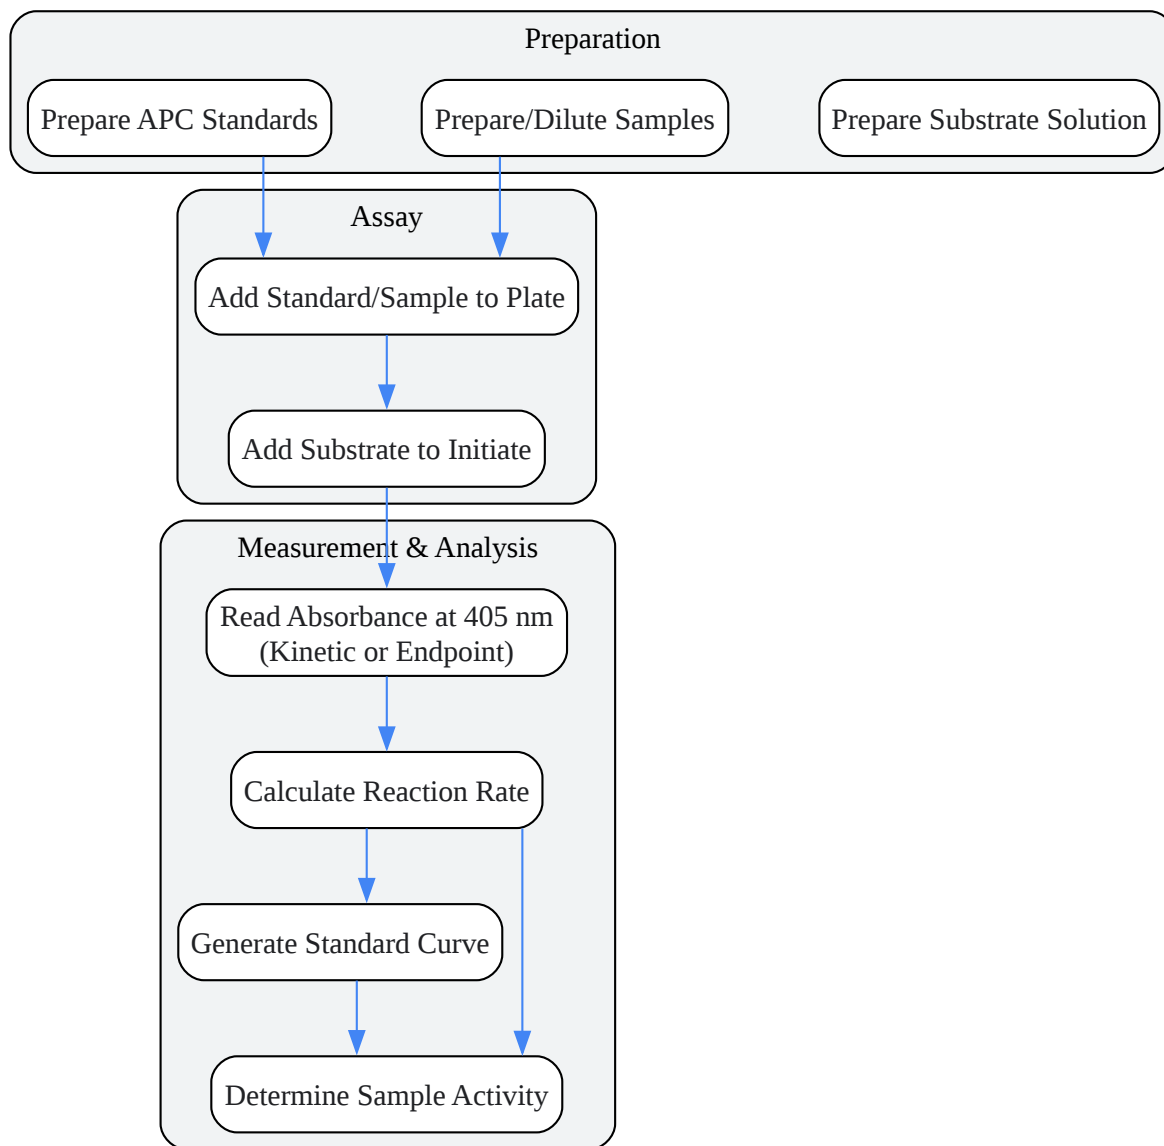 Preparation
Prepare APC Standards
Prepare/Dilute Samples
Prepare Substrate Solution
Assay
Add Standard/Sample to Plate
Add Substrate to Initiate
Measurement & Analysis
Read Absorbance at 405 nm
(Kinetic or Endpoint)
Calculate Reaction Rate
Generate Standard Curve
Determine Sample Activity